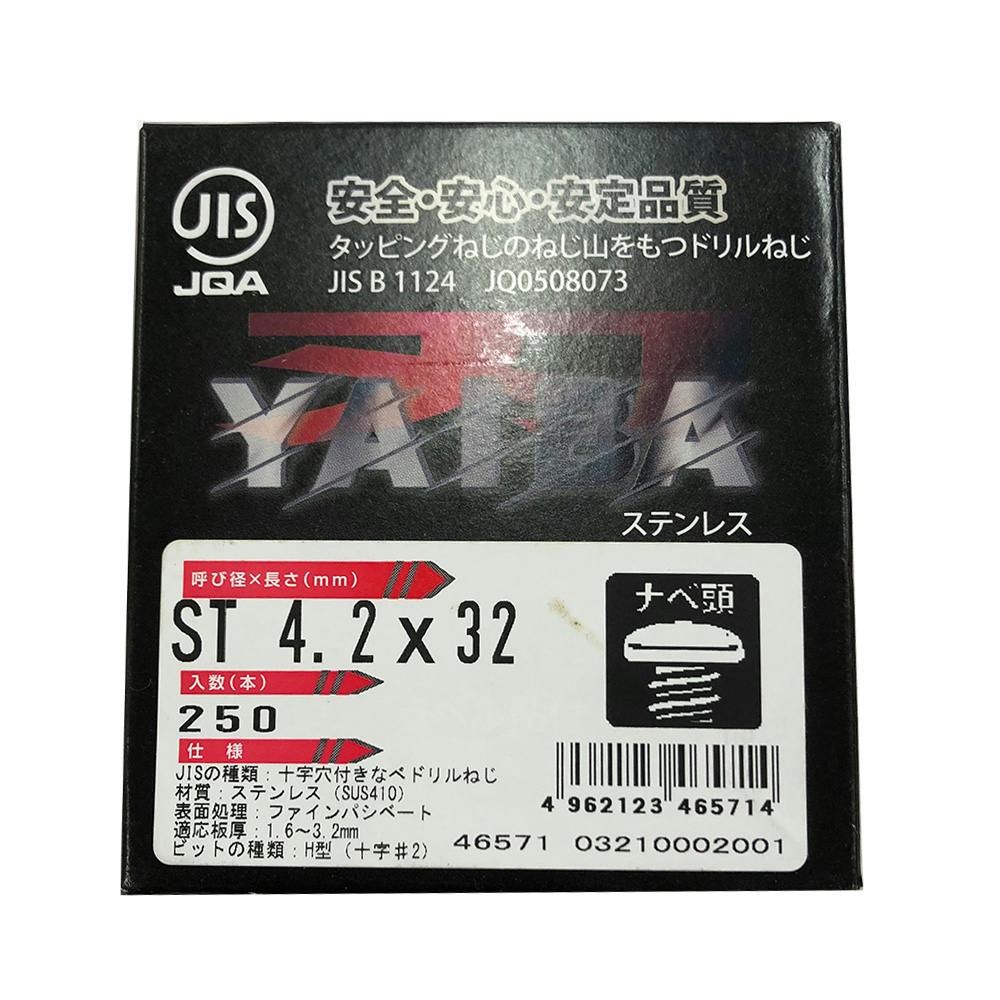 JIS
JQA
安全・安心・安定品質
タッピングねじのねじ山をもつドリルねじ
JIS B 1124 JQ0508073
YAIBA
ステンレス
呼び径×長さ(mm)
ST 4.2x32
ナベ頭
入数(本)
250
仕様
JISの種類:十字穴付きなベドリルねじ
材質:ステンレス(SUS410)
表面処理:ファインパシベート
適応板厚:1.6~3.2mm
ビットの種類:H型(十字#2)
4 962123 465714
46571 03210002001